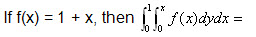 If f(x) = 1 + x, then ∫₀¹∫₀ˣ f(x)dydx =